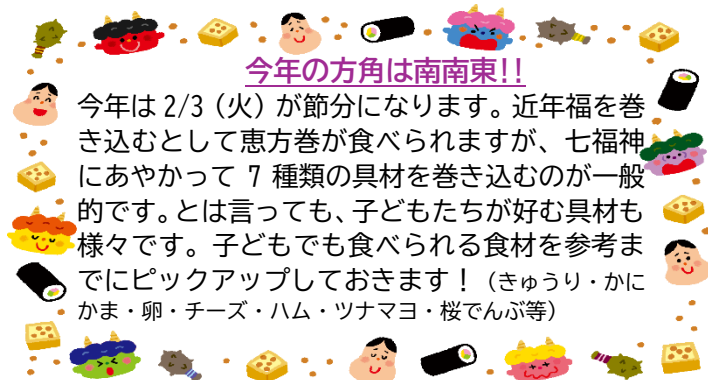 今年の方角は南南東!!
今年は 2/3（火）が節分になります。近年福を巻
き込むとして恵方巻が食べられますが、七福神
にあやかって 7 種類の具材を巻き込むのが一般
的です。とは言っても、子どもたちが好む具材も
様々です。子どもでも食べられる食材を参考ま
でにピックアップしておきます！（きゅうり・かに
かま・卵・チーズ・ハム・ツナマヨ・桜でんぶ等）